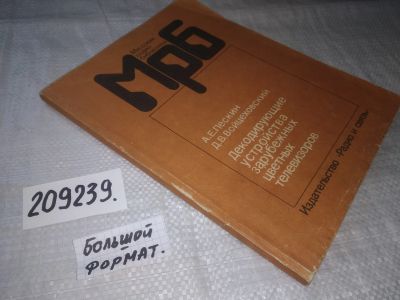 Массовая
радио
библиотека
Мрб
А.Е.Пескин
Д.В.Войцеховский
Декодирующие
устройства
зарубежных
цветных
телевизоров
Издательство «Радио и связь»
209239.
БОЛЬШОЙ
ФОРМАТ.